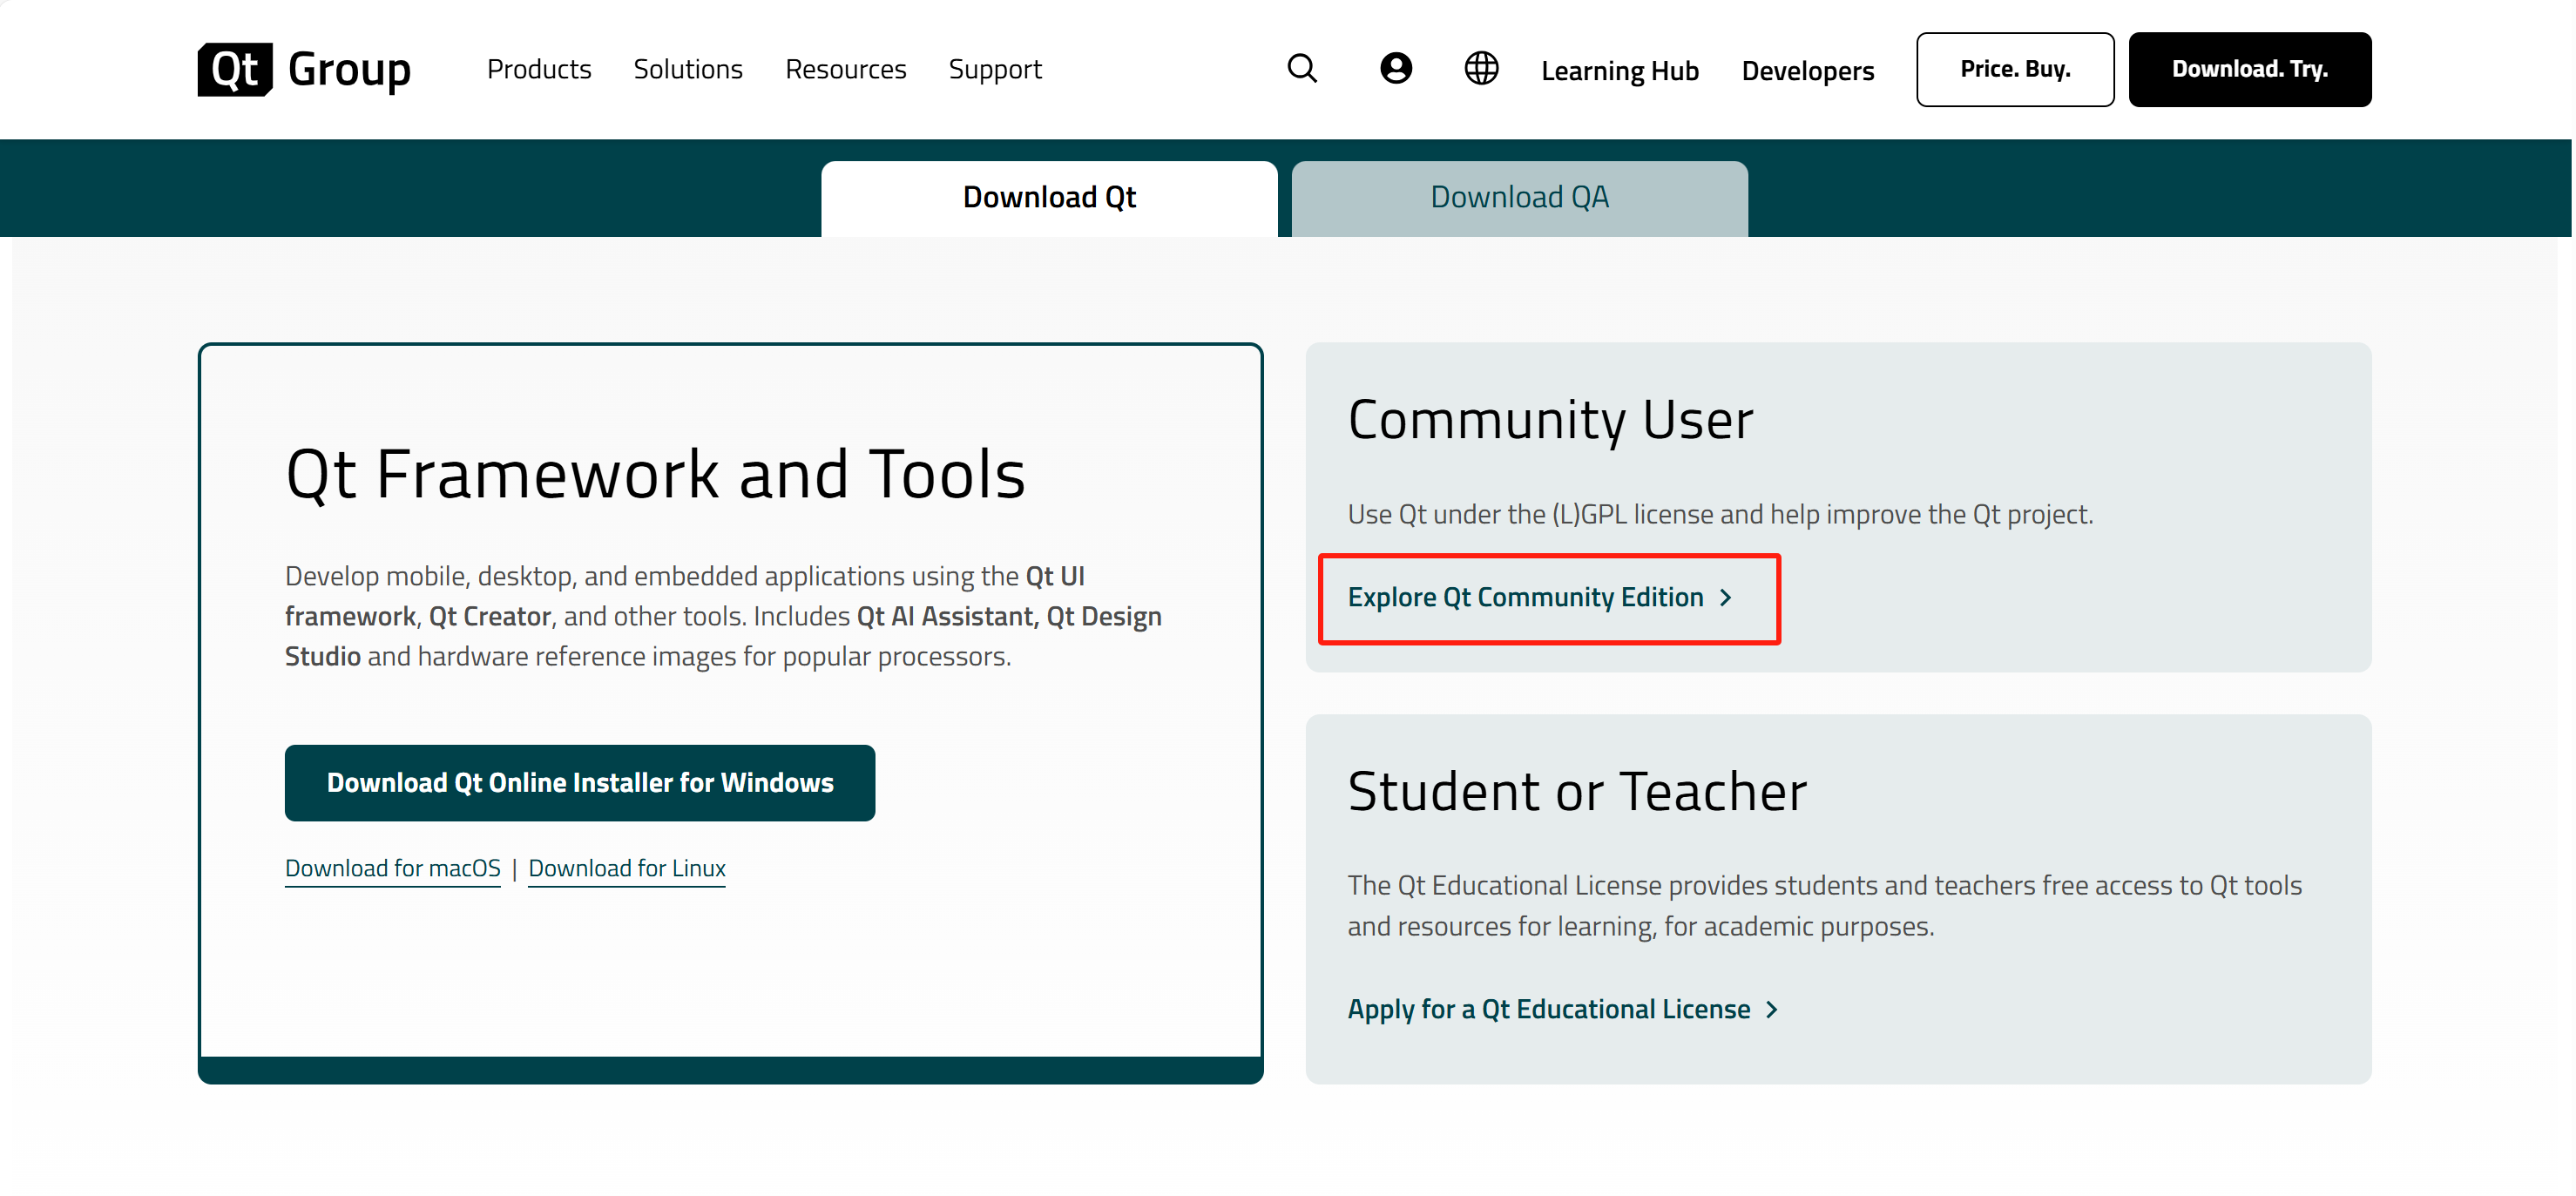 Qt Group
Products
Solutions
Resources
Support
Learning Hub
Developers
Price. Buy.
Download. Try.
Download Qt
Download QA
Qt Framework and Tools
Develop mobile, desktop, and embedded applications using the Qt UI
framework, Qt Creator, and other tools. Includes Qt AI Assistant, Qt Design
Studio and hardware reference images for popular processors.
Download Qt Online Installer for Windows
Download for macOS | Download for Linux
Community User
Use Qt under the (L)GPL license and help improve the Qt project.
Explore Qt Community Edition
Student or Teacher
The Qt Educational License provides students and teachers free access to Qt tools
and resources for learning, for academic purposes.
Apply for a Qt Educational License